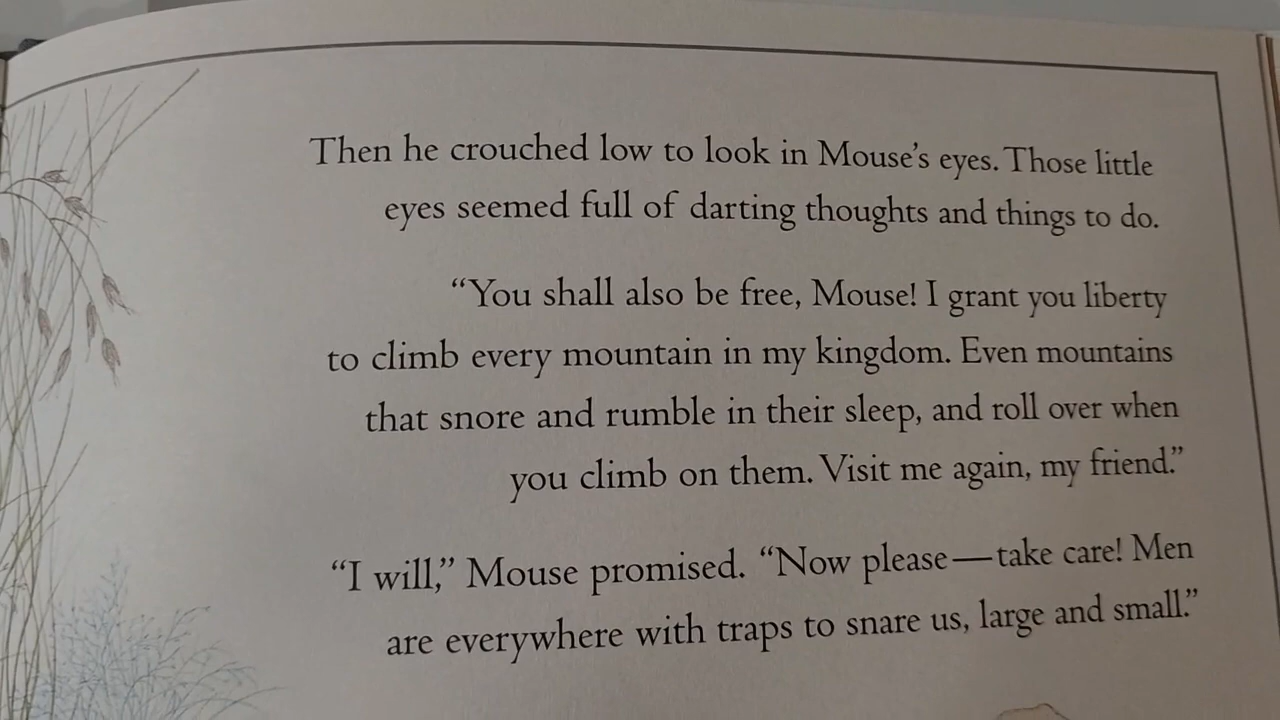 Then he crouched low to look in Mouse's eyes. Those little
eyes seemed full of darting thoughts and things to do.
“You shall also be free, Mouse! I grant you liberty
to climb every mountain in my kingdom. Even mountains
that snore and rumble in their sleep, and roll over when
you climb on them. Visit me again, my friend.”
“I will,” Mouse promised. “Now please—take care! Men
are everywhere with traps to snare us, large and small.”